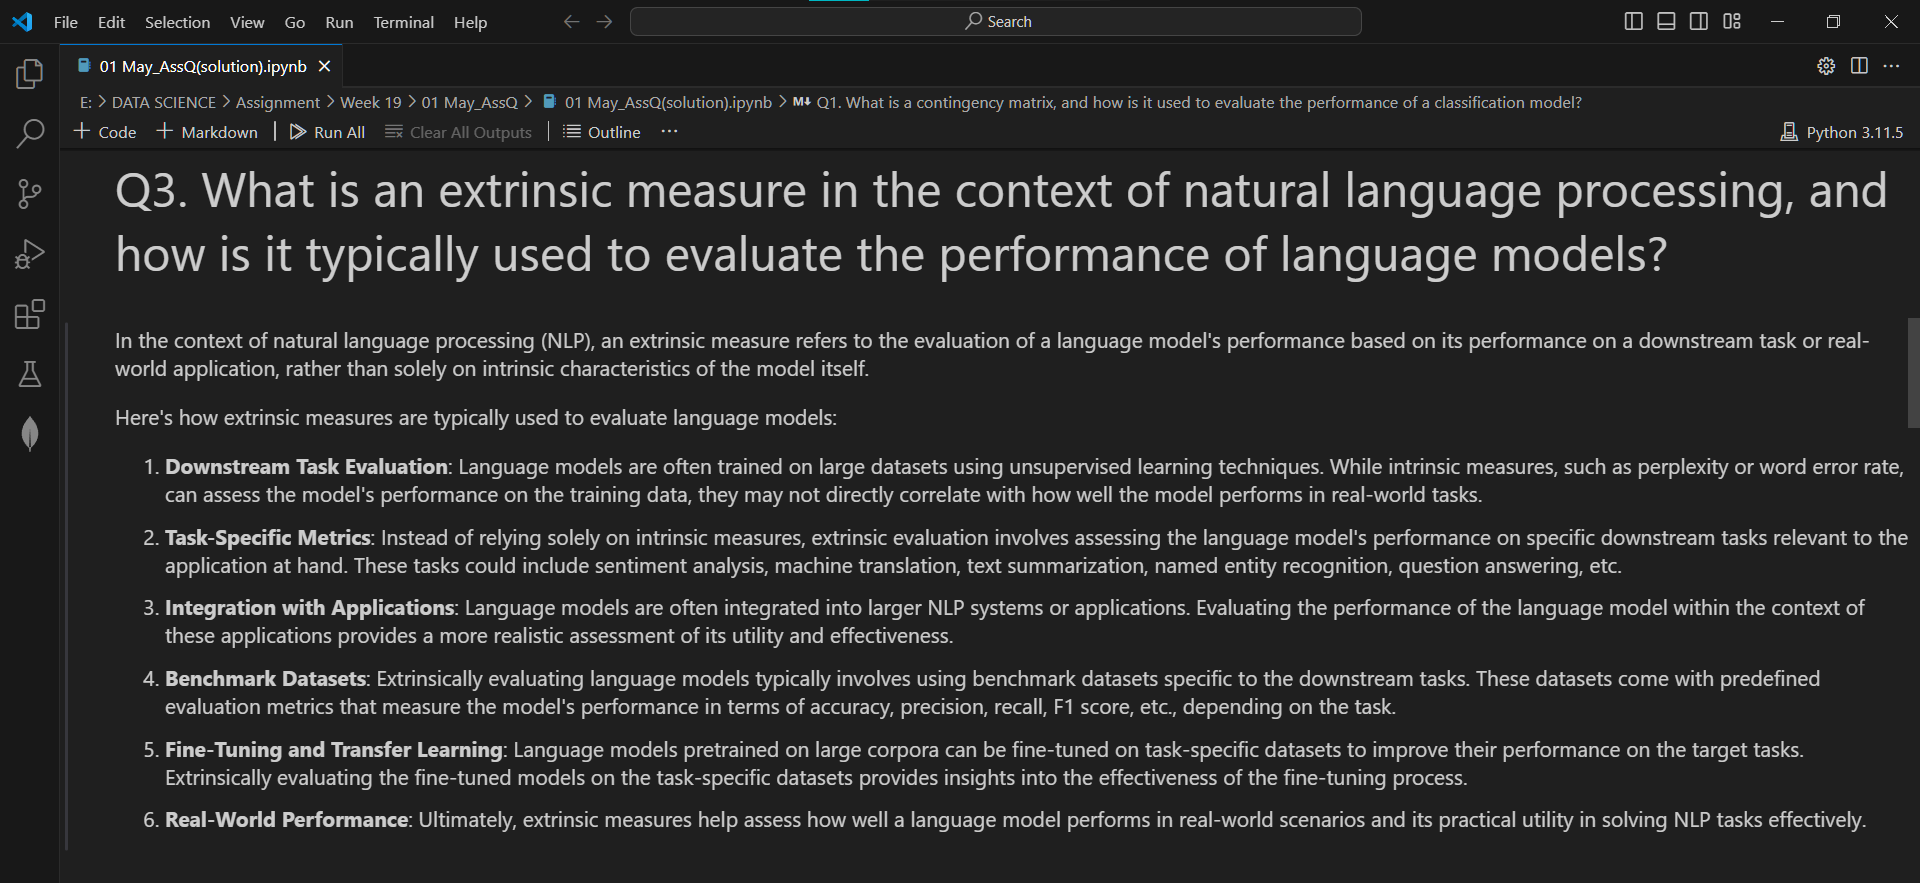 File Edit Selection View Go Run Terminal Help Search
01 May_AssQ(solution).ipynb
E: > DATA SCIENCE > Assignment > Week 19 > 01 May_AssQ > 01 May_AssQ(solution).ipynb > M↓ Q1. What is a contingency matrix, and how is it used to evaluate the performance of a classification model?
+ Code + Markdown | Run All Clear All Outputs | Outline ... Python 3.11.5
Q3. What is an extrinsic measure in the context of natural language processing, and
how is it typically used to evaluate the performance of language models?
In the context of natural language processing (NLP), an extrinsic measure refers to the evaluation of a language model's performance based on its performance on a downstream task or real-
world application, rather than solely on intrinsic characteristics of the model itself.
Here's how extrinsic measures are typically used to evaluate language models:
1. Downstream Task Evaluation: Language models are often trained on large datasets using unsupervised learning techniques. While intrinsic measures, such as perplexity or word error rate,
can assess the model's performance on the training data, they may not directly correlate with how well the model performs in real-world tasks.
2. Task-Specific Metrics: Instead of relying solely on intrinsic measures, extrinsic evaluation involves assessing the language model's performance on specific downstream tasks relevant to the
application at hand. These tasks could include sentiment analysis, machine translation, text summarization, named entity recognition, question answering, etc.
3. Integration with Applications: Language models are often integrated into larger NLP systems or applications. Evaluating the performance of the language model within the context of
these applications provides a more realistic assessment of its utility and effectiveness.
4. Benchmark Datasets: Extrinsically evaluating language models typically involves using benchmark datasets specific to the downstream tasks. These datasets come with predefined
evaluation metrics that measure the model's performance in terms of accuracy, precision, recall, F1 score, etc., depending on the task.
5. Fine-Tuning and Transfer Learning: Language models pretrained on large corpora can be fine-tuned on task-specific datasets to improve their performance on the target tasks.
Extrinsically evaluating the fine-tuned models on the task-specific datasets provides insights into the effectiveness of the fine-tuning process.
6. Real-World Performance: Ultimately, extrinsic measures help assess how well a language model performs in real-world scenarios and its practical utility in solving NLP tasks effectively.